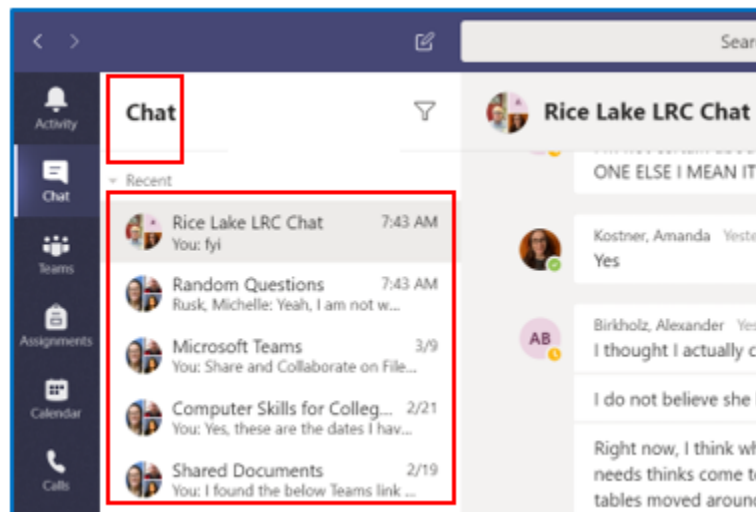 Sear
Activity
Chat
Teams
Assignments
Calendar
Calls
Chat
Recent
Rice Lake LRC Chat 7:43 AM
You: fyi
Random Questions 7:43 AM
Rusk, Michelle: Yeah, I am not w...
Microsoft Teams 3/9
You: Share and Collaborate on File...
Computer Skills for Colleg... 2/21
You: Yes, these are the dates I hav...
Shared Documents 2/19
You: I found the below Teams link ...
Rice Lake LRC Chat
ONE ELSE I MEAN IT
Kostner, Amanda Yeste
Yes
AB
Birkholz, Alexander Yes
I thought I actually c
I do not believe she
Right now, I think wh
needs thinks come to
tables moved around